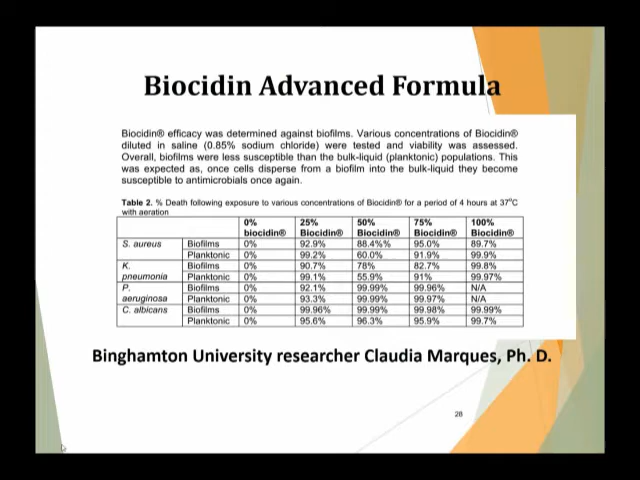 Biocidin Advanced Formula
Biocidin® efficacy was determined against biofilms. Various concentrations of Biocidin®
diluted in saline (0.85% sodium chloride) were tested and viability was assessed.
Overall, biofilms were less susceptible than the bulk-liquid (planktonic) populations. This
was expected as, once cells disperse from a biofilm into the bulk-liquid they become
susceptible to antimicrobials once again.
Table 2. % Death following exposure to various concentrations of Biocidin® for a period of 4 hours at 37°C
with aeration
0% biocidin® 25% Biocidin® 50% Biocidin® 75% Biocidin® 100% Biocidin®
S. aureus Biofilms 0% 92.9% 88.4%% 95.0% 89.7%
Planktonic 0% 99.2% 60.0% 91.9% 99.9%
K. pneumonia Biofilms 0% 90.7% 78% 82.7% 99.8%
Planktonic 0% 99.1% 55.9% 91% 99.97%
P. aeruginosa Biofilms 0% 92.1% 99.99% 99.96% N/A
Planktonic 0% 93.3% 99.99% 99.97% N/A
C. albicans Biofilms 0% 99.96% 99.99% 99.98% 99.99%
Planktonic 0% 95.6% 96.3% 95.9% 99.7%
Binghamton University researcher Claudia Marques, Ph. D.
28